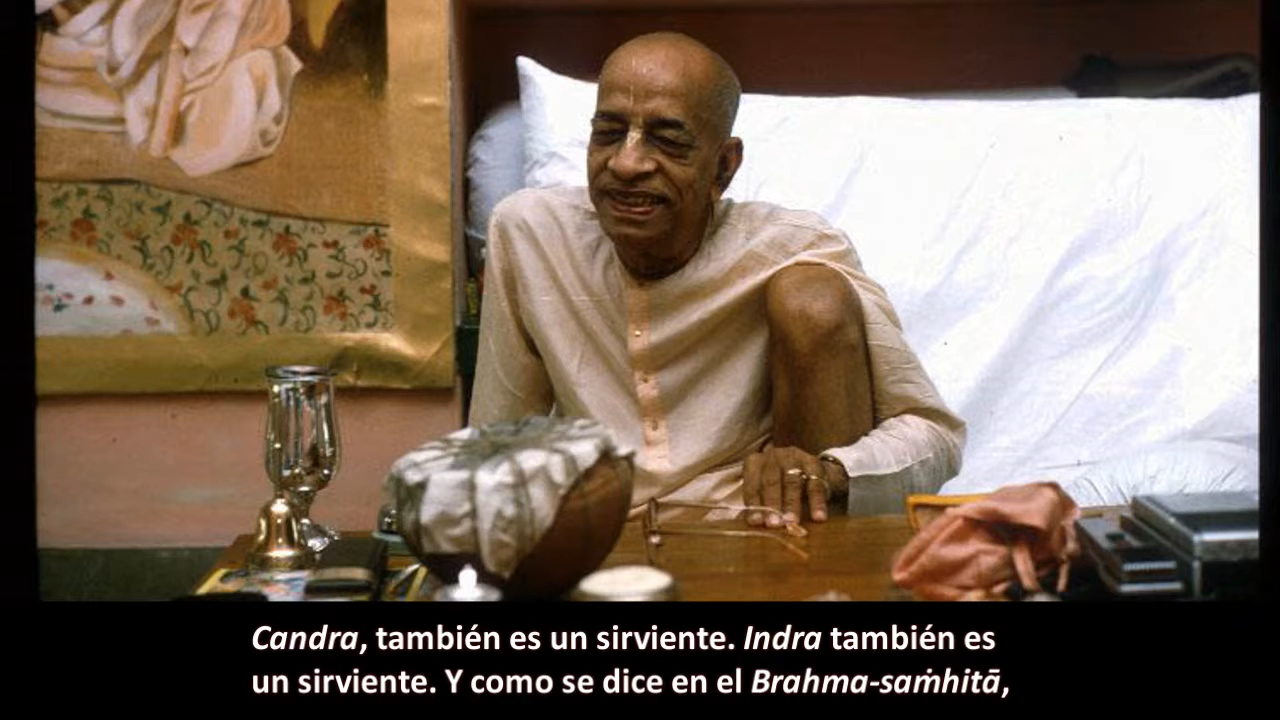 Candra, también es un sirviente. Indra también es
un sirviente. Y como se dice en el Brahma-saṁhitā,